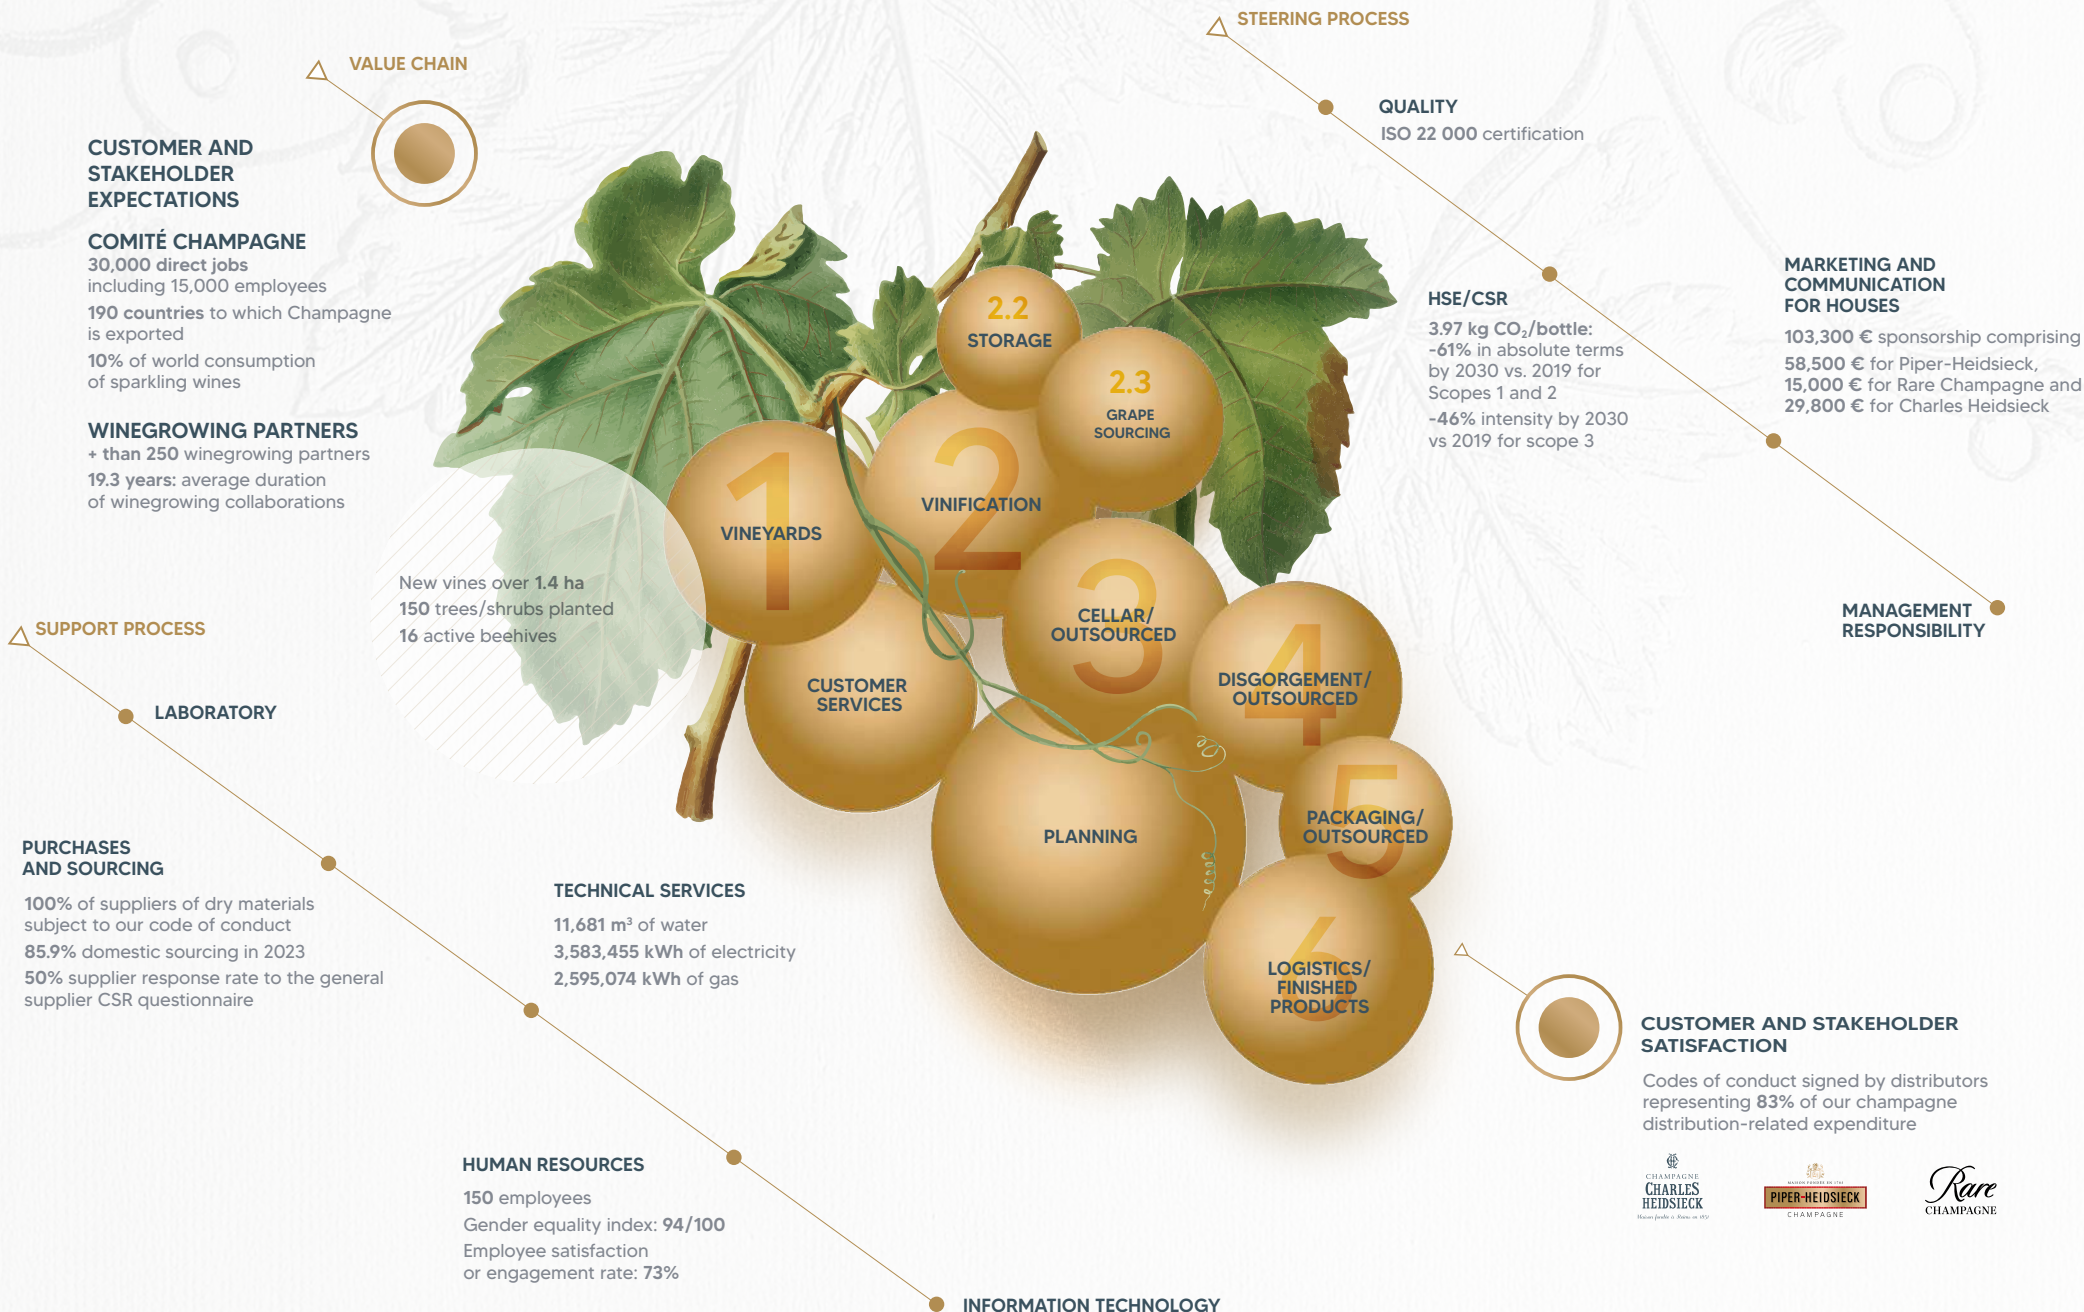 VALUE CHAIN
CUSTOMER AND
STAKEHOLDER
EXPECTATIONS
COMITÉ CHAMPAGNE
30,000 direct jobs
including 15,000 employees
190 countries to which Champagne
is exported
10% of world consumption
of sparkling wines
WINEGROWING PARTNERS
+ than 250 winegrowing partners
19.3 years: average duration
of winegrowing collaborations
New vines over 1.4 ha
150 trees/shrubs planted
16 active beehives
STEERING PROCESS
QUALITY
ISO 22 000 certification
HSE/CSR
3.97 kg CO₂/bottle:
-61% in absolute terms
by 2030 vs. 2019 for
Scopes 1 and 2
-46% intensity by 2030
vs 2019 for scope 3
MARKETING AND
COMMUNICATION
FOR HOUSES
103,300 € sponsorship comprising
58,500 € for Piper-Heidsieck,
15,000 € for Rare Champagne and
29,800 € for Charles Heidsieck
MANAGEMENT
RESPONSIBILITY
1
VINEYARDS
2
VINIFICATION
2.2
STORAGE
2.3
GRAPE
SOURCING
3
CELLAR/
OUTSOURCED
4
DISGORGEMENT/
OUTSOURCED
5
PACKAGING/
OUTSOURCED
6
LOGISTICS/
FINISHED
PRODUCTS
CUSTOMER
SERVICES
PLANNING
SUPPORT PROCESS
LABORATORY
PURCHASES
AND SOURCING
100% of suppliers of dry materials
subject to our code of conduct
85.9% domestic sourcing in 2023
50% supplier response rate to the general
supplier CSR questionnaire
TECHNICAL SERVICES
11,681 m³ of water
3,583,455 kWh of electricity
2,595,074 kWh of gas
HUMAN RESOURCES
150 employees
Gender equality index: 94/100
Employee satisfaction
or engagement rate: 73%
INFORMATION TECHNOLOGY
CUSTOMER AND STAKEHOLDER
SATISFACTION
Codes of conduct signed by distributors
representing 83% of our champagne
distribution-related expenditure
CHAMPAGNE
CHARLES
HEIDSIECK
PIPER-HEIDSIECK
CHAMPAGNE
Rare
CHAMPAGNE